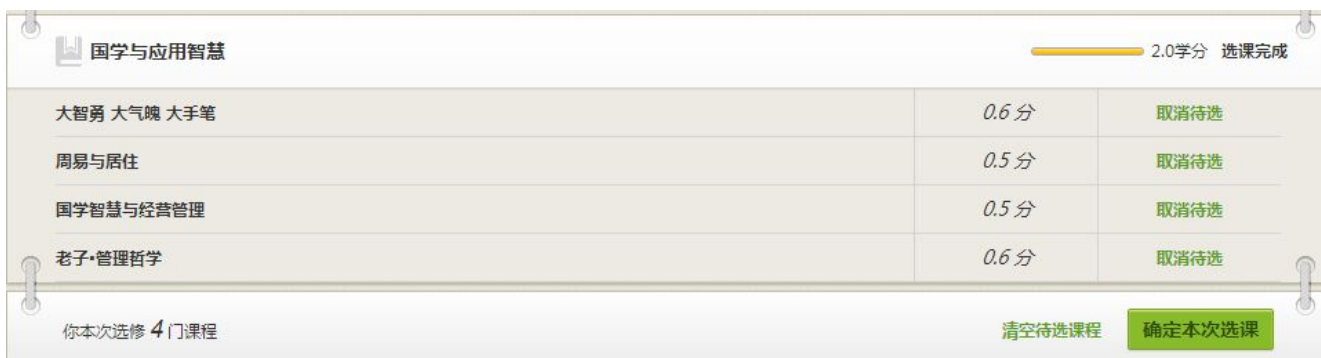 国学与应用智慧 2.0学分 选课完成
大智勇 大气魄 大手笔 0.6 分 取消待选
周易与居住 0.5 分 取消待选
国学智慧与经营管理 0.5 分 取消待选
老子•管理哲学 0.6 分 取消待选
你本次选修 4 门课程 清空待选课程 确定本次选课